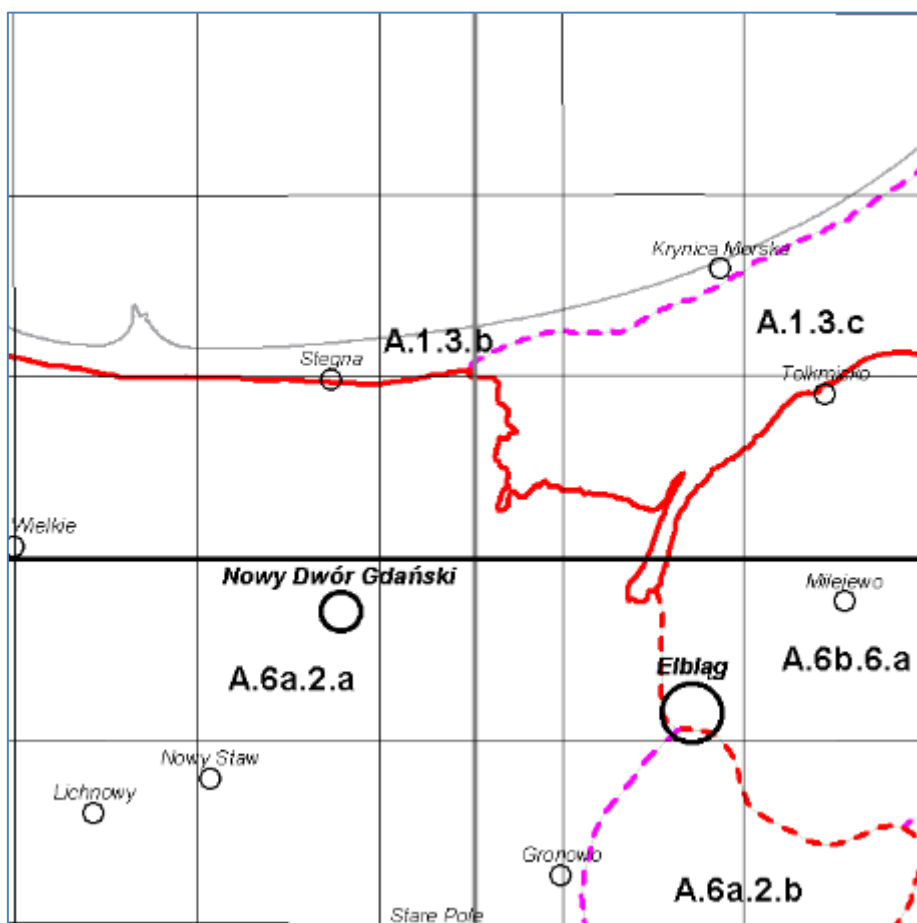 Krynica Morska
A.1.3.c
A.1.3.b
Stegna
Tolkmicko
Wielkie
Nowy Dwór Gdański
Milejewo
A.6b.6.a
Elbląg
A.6a.2.a
Nowy Staw
Lichnowy
Gronowo
A.6a.2.b
Stare Pole